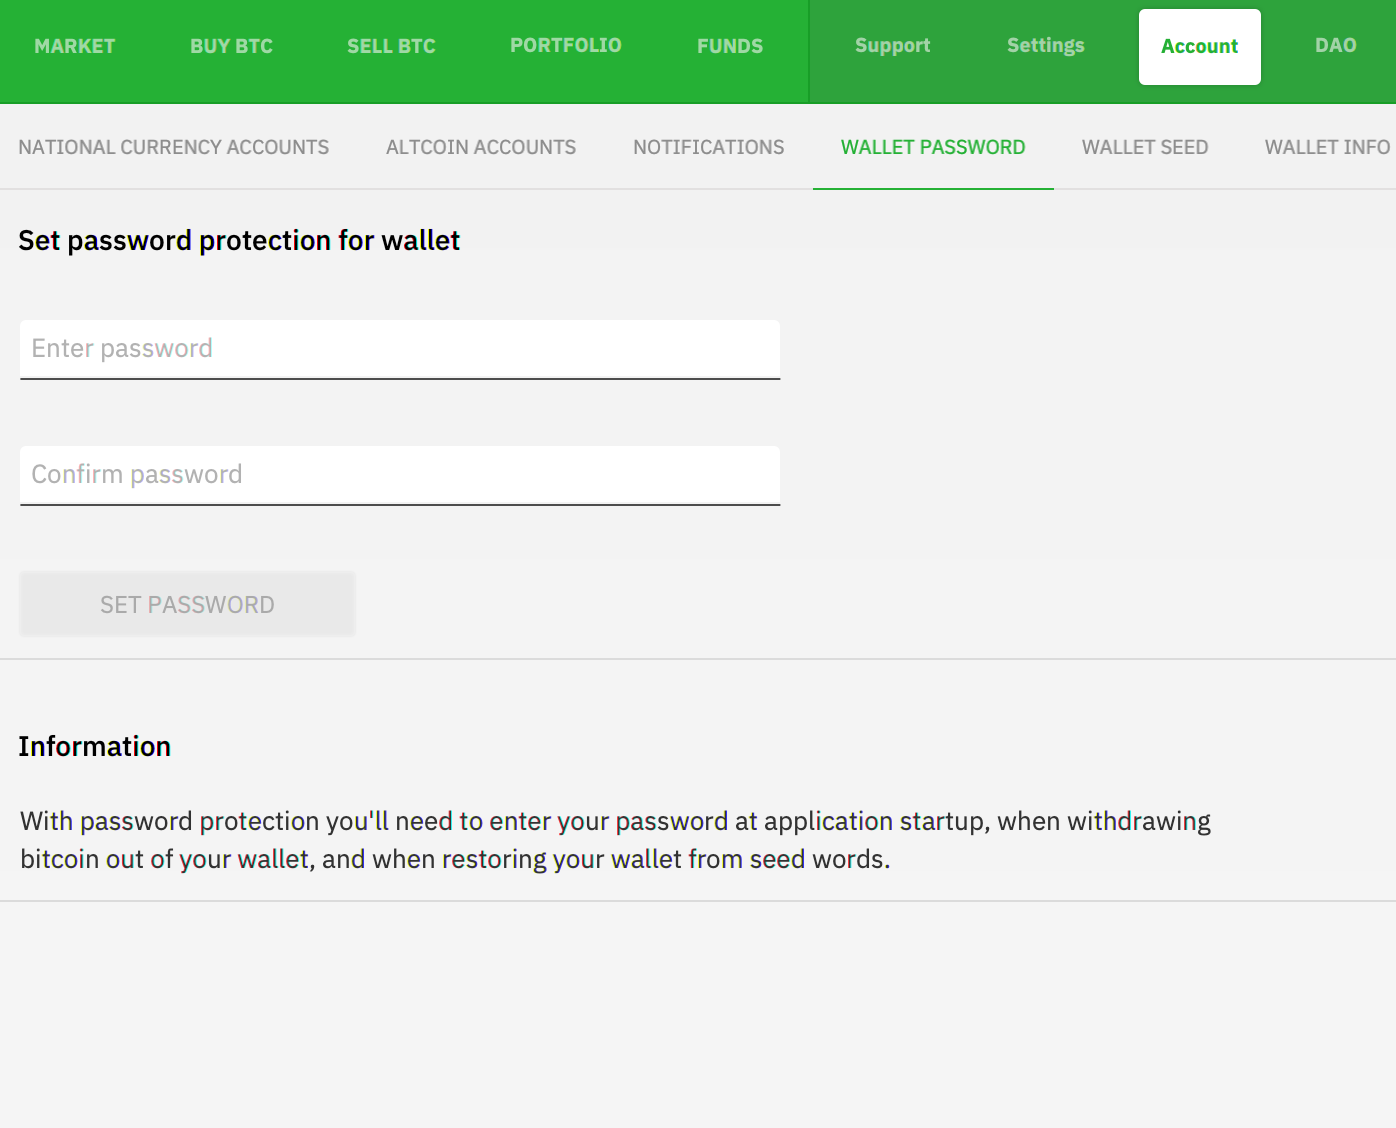 MARKET BUY BTC SELL BTC PORTFOLIO FUNDS Support Settings Account DAO
NATIONAL CURRENCY ACCOUNTS ALTCOIN ACCOUNTS NOTIFICATIONS WALLET PASSWORD WALLET SEED WALLET INFO
Set password protection for wallet
Enter password
Confirm password
SET PASSWORD
Information
With password protection you'll need to enter your password at application startup, when withdrawing
bitcoin out of your wallet, and when restoring your wallet from seed words.